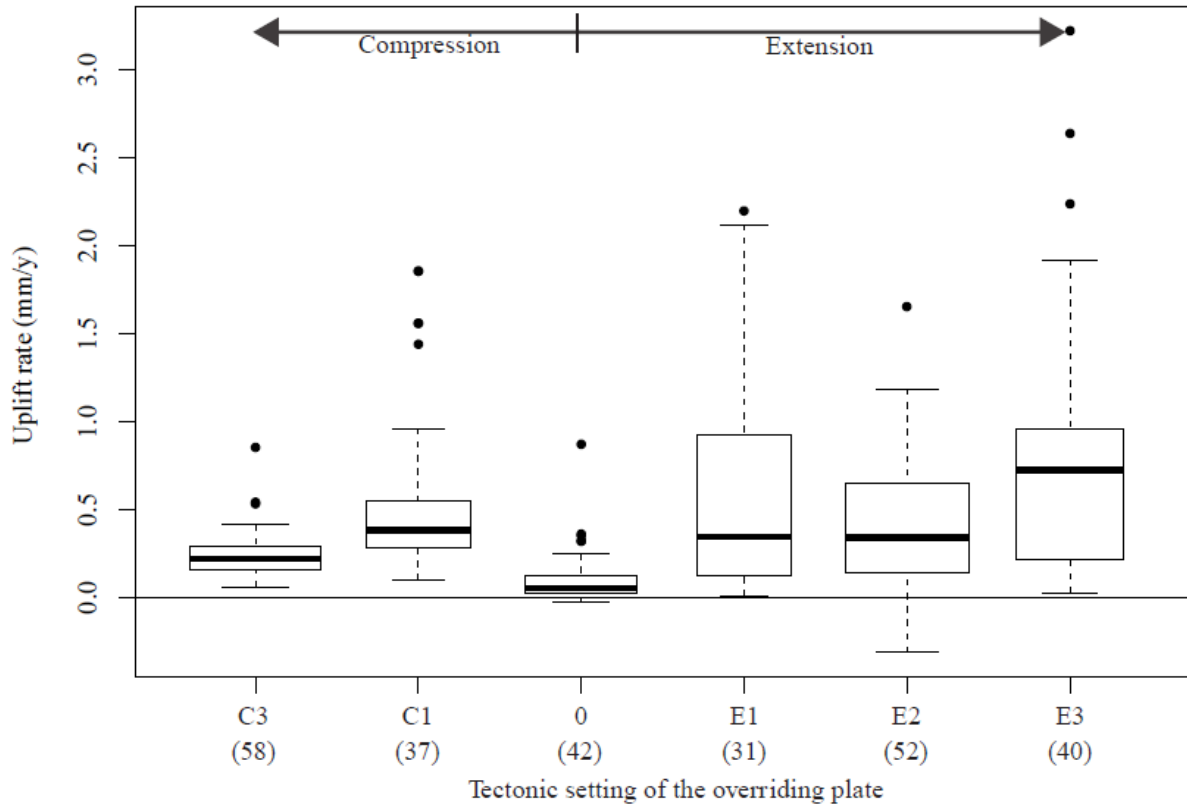 Compression Extension
Uplift rate (mm/y)
3.0
2.5
2.0
1.5
1.0
0.5
0.0
C3 C1 0 E1 E2 E3
(58) (37) (42) (31) (52) (40)
Tectonic setting of the overriding plate